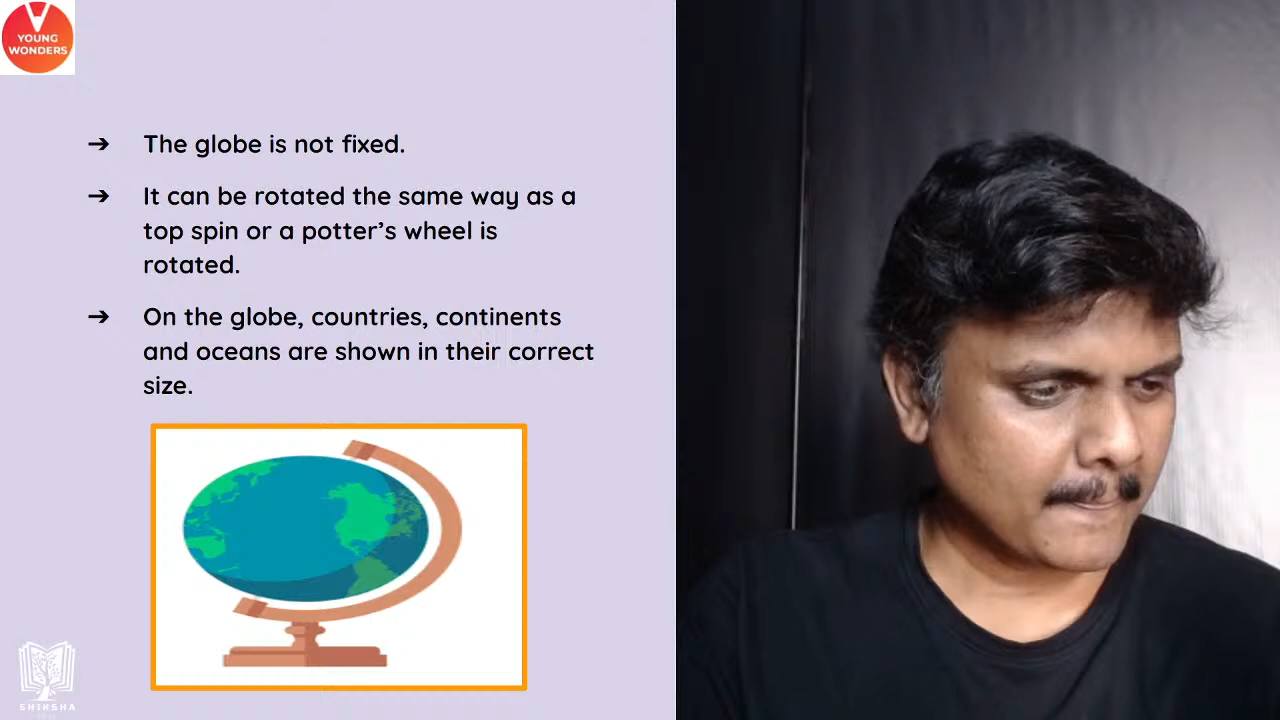 YOUNG
WONDERS
➔ The globe is not fixed.
➔ It can be rotated the same way as a
top spin or a potter’s wheel is
rotated.
➔ On the globe, countries, continents
and oceans are shown in their correct
size.
SHIKSHA